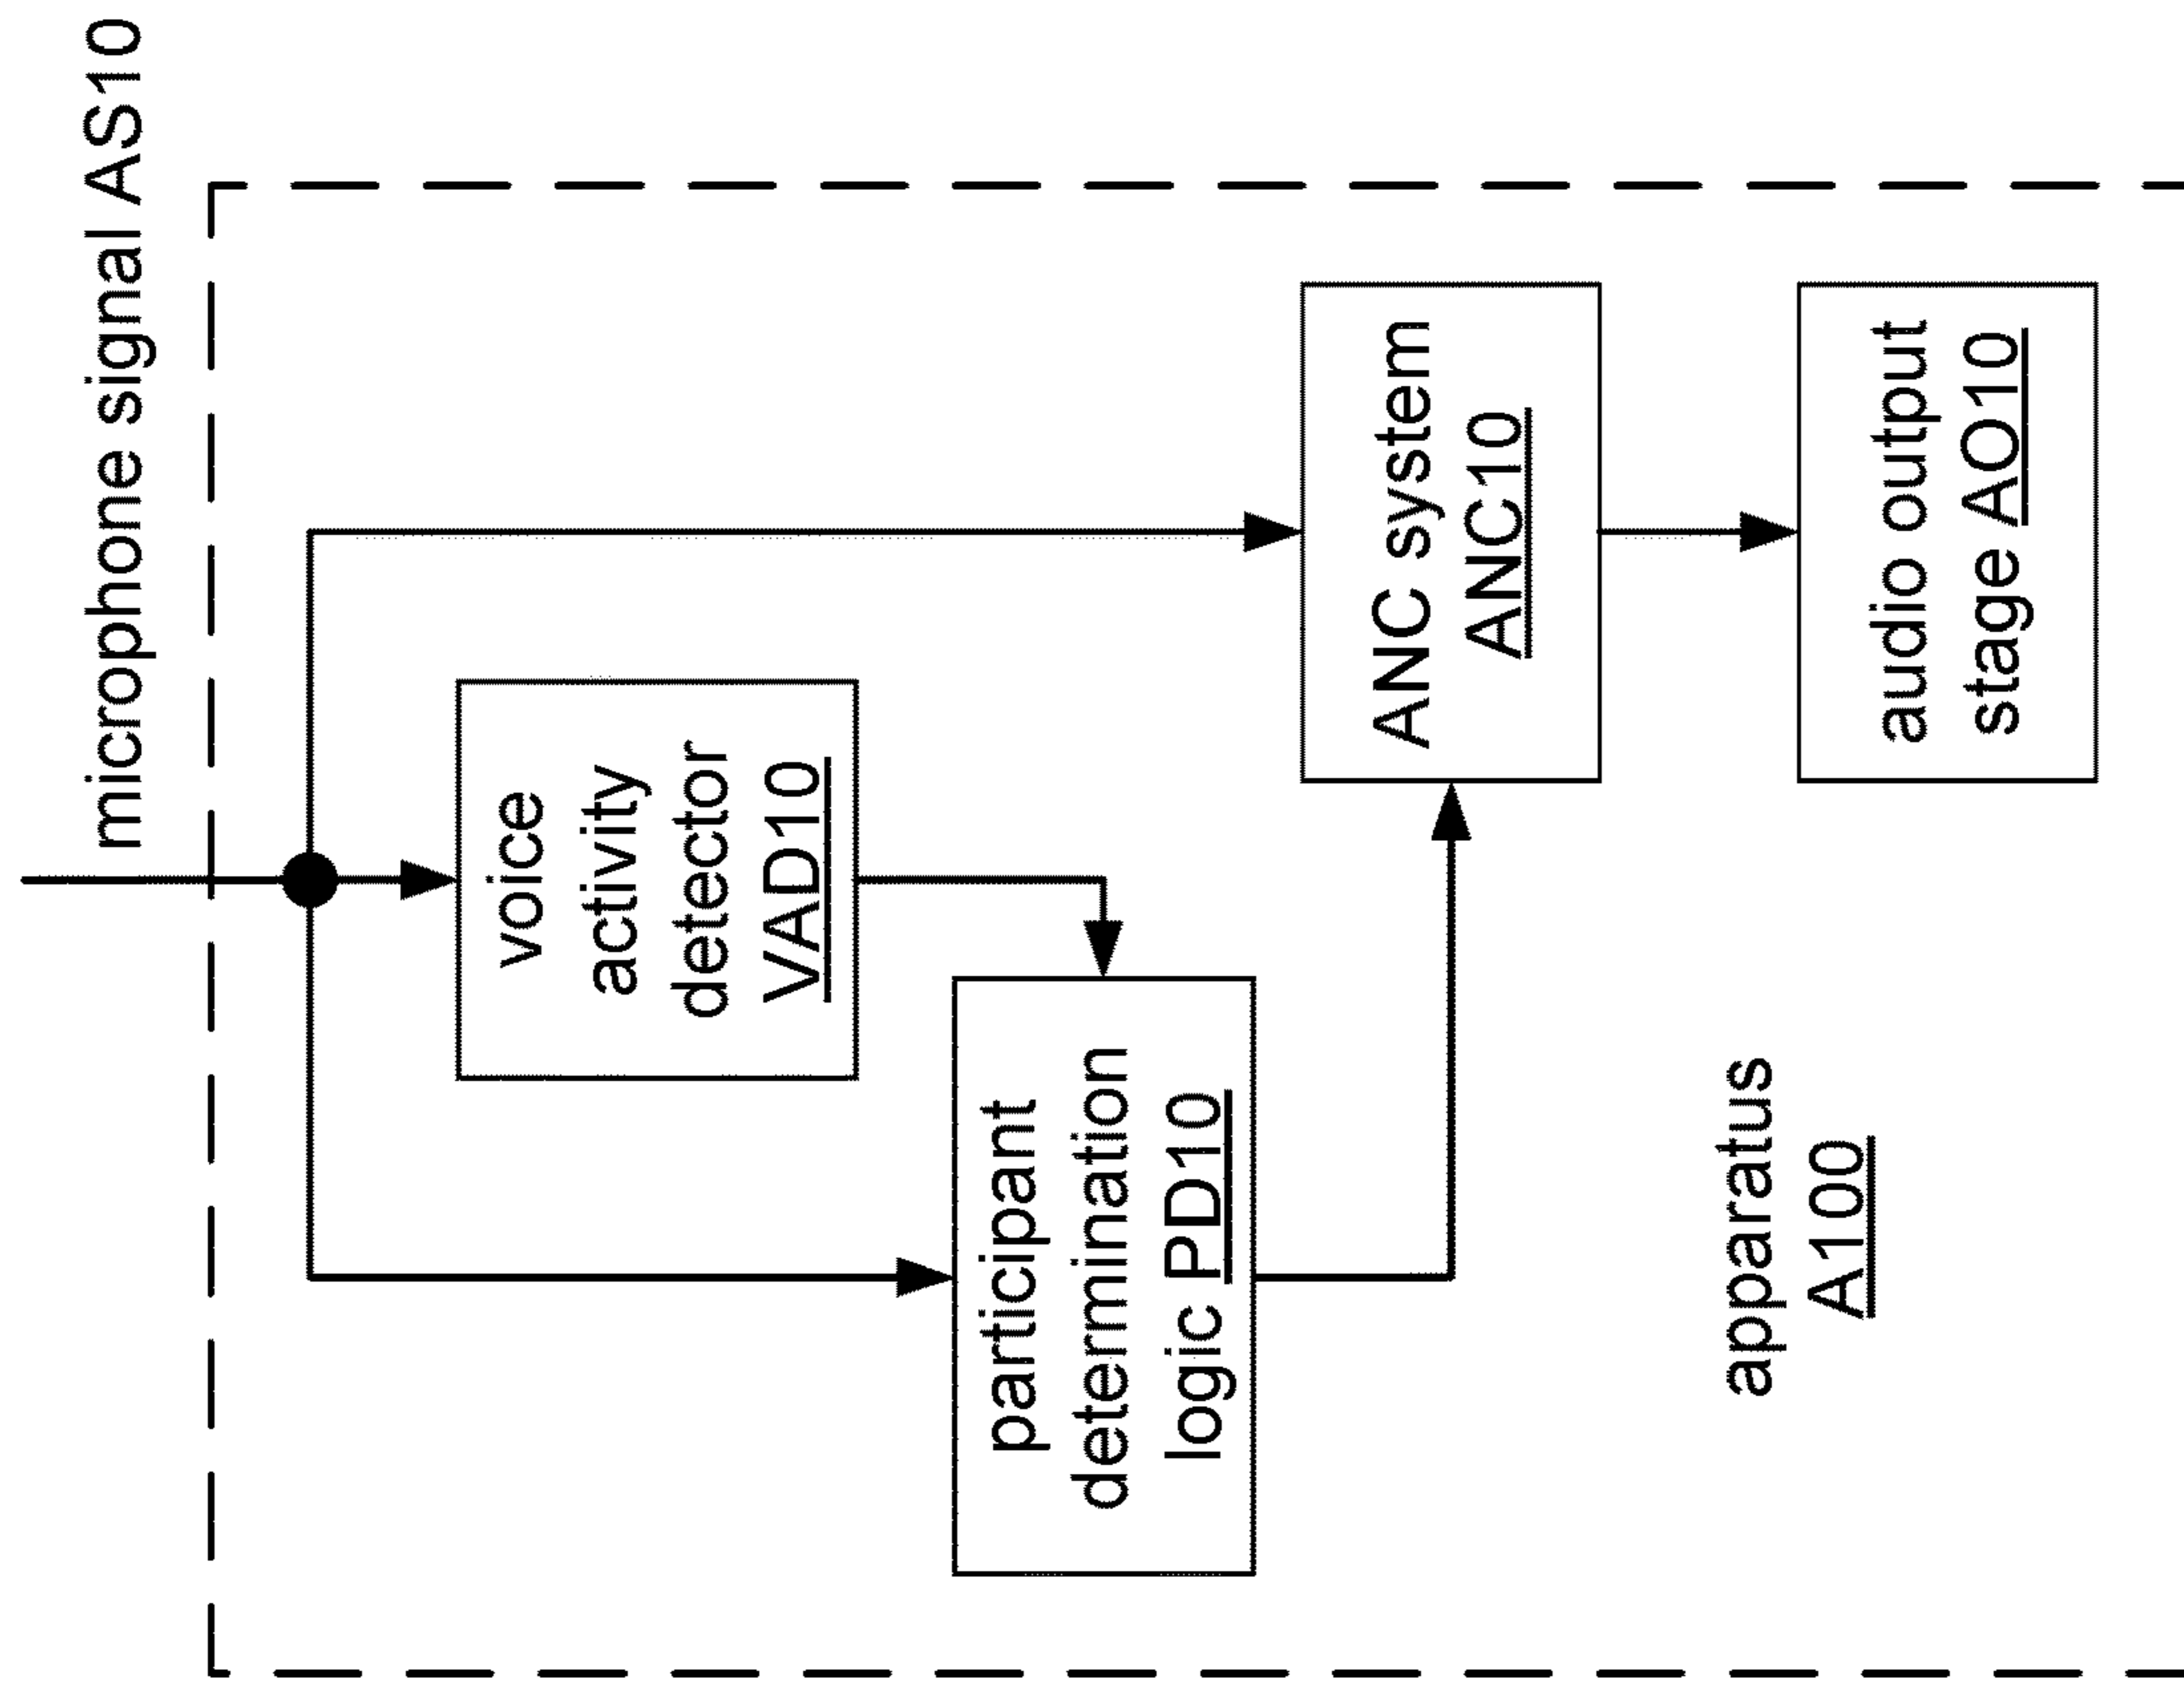 microphone signal AS10
voice
activity
detector
VAD10
participant
determination
logic PD10
ANC system
ANC10
audio output
stage AO10
apparatus
A100